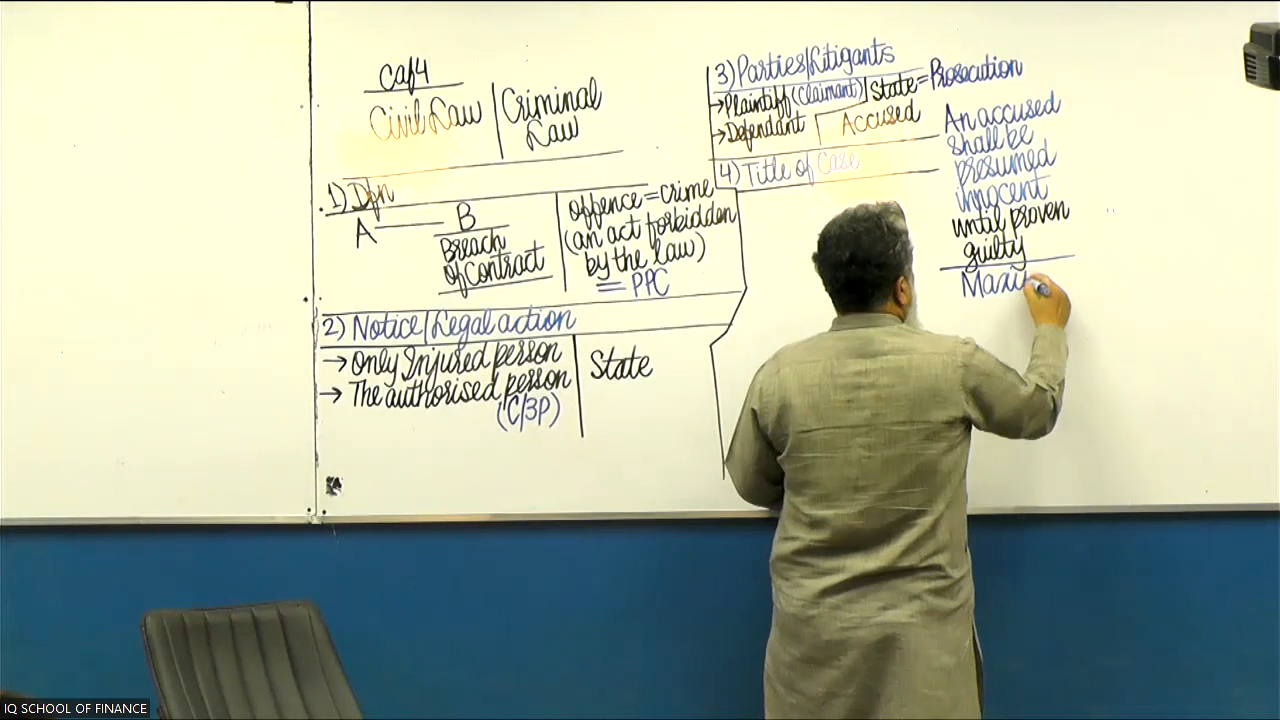 Caf 4
Civil Law | Criminal
Law
1) Dfn
A — B
Breach
of Contract
offence = crime
(an act forbidden
by the law)
= PPC
2) Notice/Legal action
→ Only Injured person
→ The authorised person
(C/3P)
State
3) Parties/Litigants
→ Plaintiff (Claimant)
→ Defendant
State = Prosecution
Accused
4) Title of Case
An accused
shall be
presumed
innocent
until proven
guilty
Maxi
IQ SCHOOL OF FINANCE